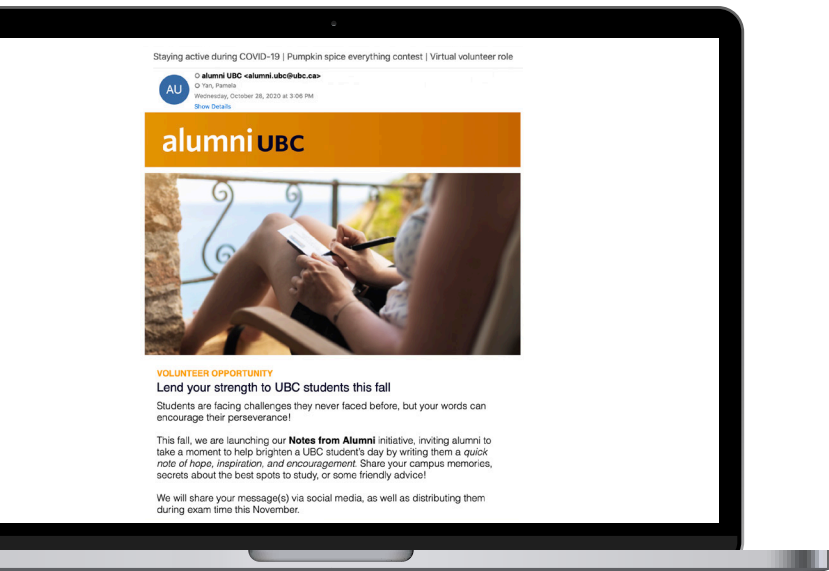 Staying active during COVID-19 | Pumpkin spice everything contest | Virtual volunteer role
AU
alumni UBC <alumni.ubc@ubc.ca>
Yan, Pamela
Wednesday, October 28, 2020 at 3:06 PM
Show Details
alumni UBC
VOLUNTEER OPPORTUNITY
Lend your strength to UBC students this fall
Students are facing challenges they never faced before, but your words can
encourage their perseverance!
This fall, we are launching our Notes from Alumni initiative, inviting alumni to
take a moment to help brighten a UBC student's day by writing them a quick
note of hope, inspiration, and encouragement. Share your campus memories,
secrets about the best spots to study, or some friendly advice!
We will share your message(s) via social media, as well as distributing them
during exam time this November.